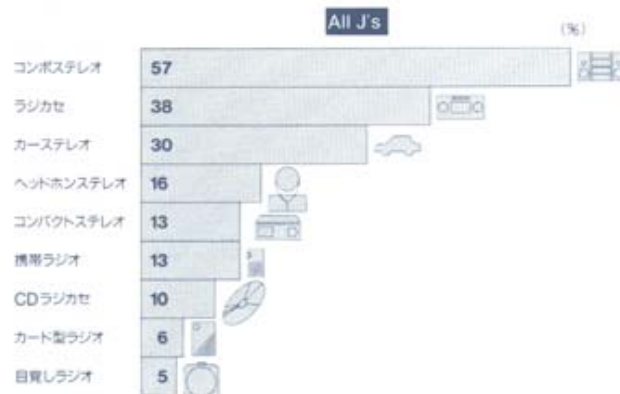 All J's
(%)
コンポステレオ 57
ラジカセ 38
カーステレオ 30
ヘッドホンステレオ 16
コンパクトステレオ 13
携帯ラジオ 13
CDラジカセ 10
カード型ラジオ 6
目覚しラジオ 5